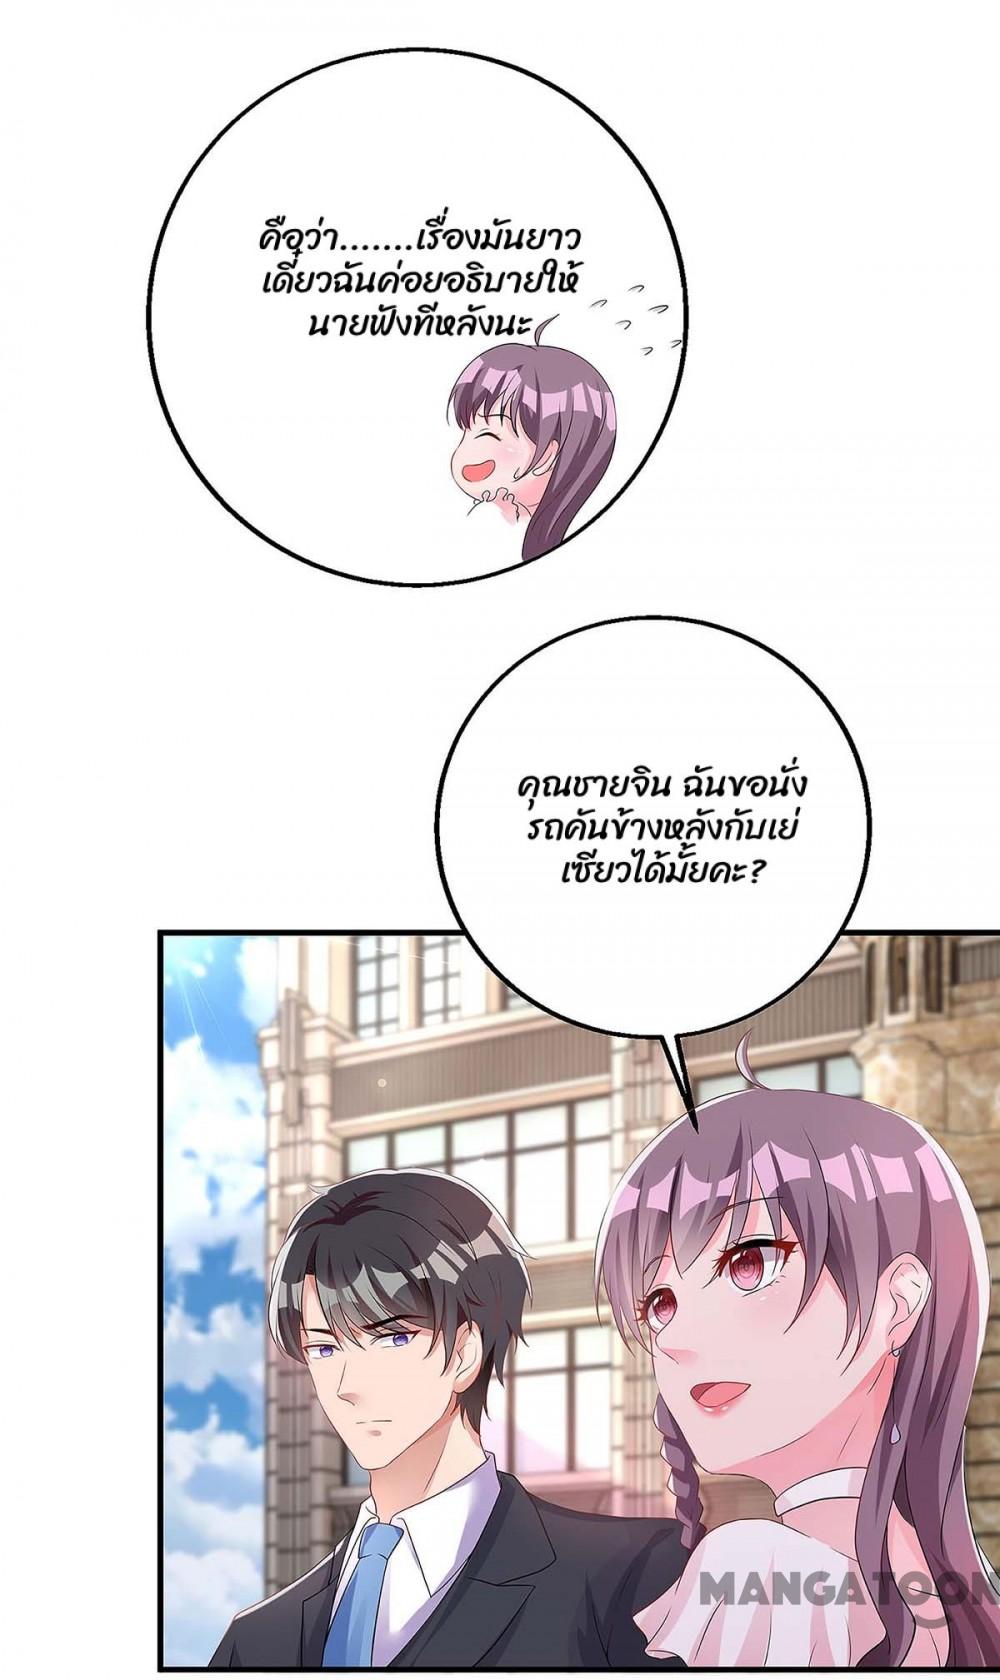 คือว่า.......เรื่องมันยาว
เดี๋ยวฉันค่อยอธิบายให้
นายฟังทีหลังนะ
คุณชายจิน ฉันขอนั่ง
รถคันข้างหลังกับเย่
เซียวได้มั้ยคะ?
MANGATOON